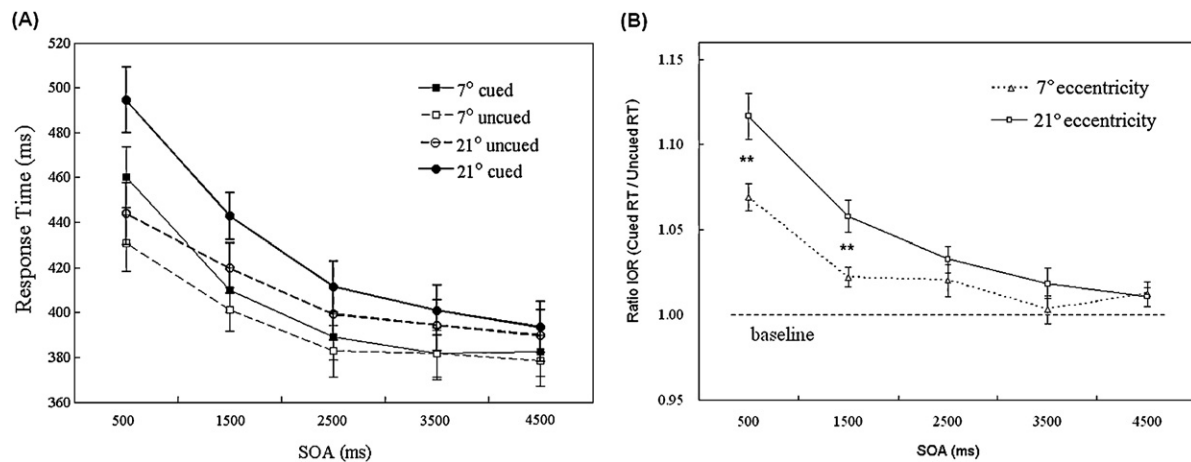 (A)
Response Time (ms)
520
500
480
460
440
420
400
380
360
7° cued
7° uncued
21° uncued
21° cued
500 1500 2500 3500 4500
SOA (ms)
(B)
Ratio IOR (Cued RT / Uncued RT)
1.15
1.10
1.05
1.00
0.95
7° eccentricity
21° eccentricity
**
**
baseline
500 1500 2500 3500 4500
SOA (ms)